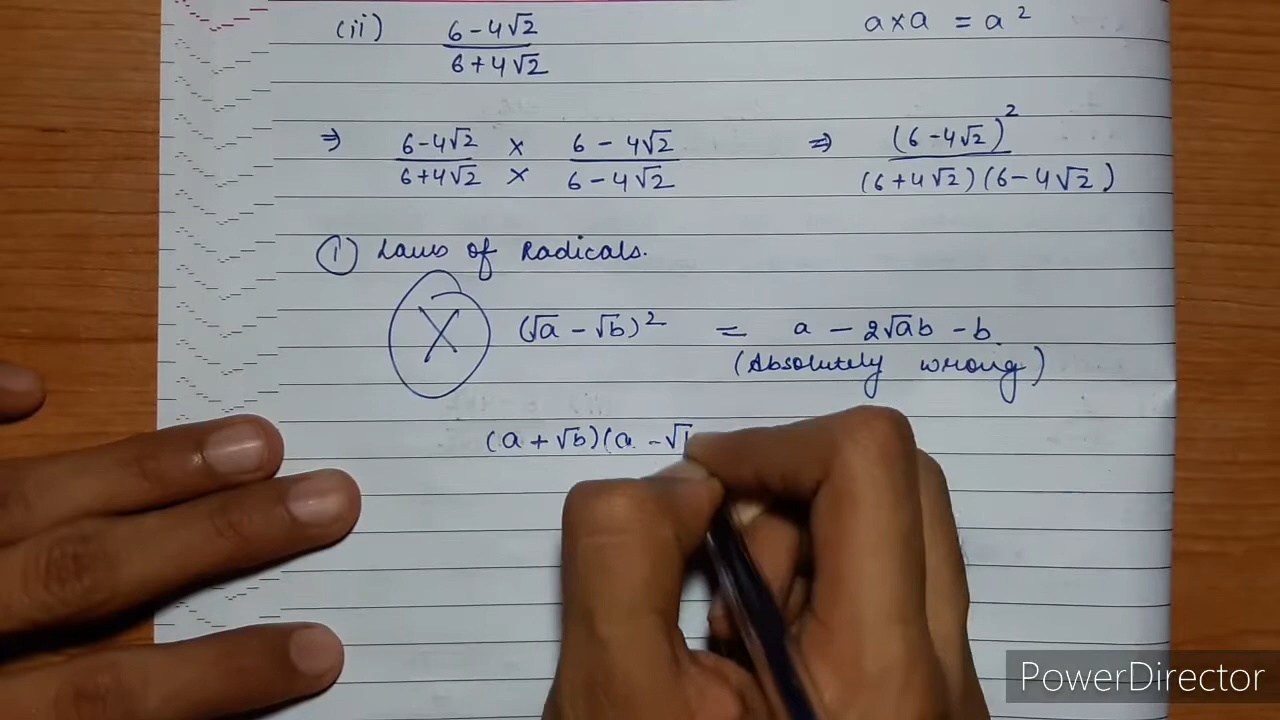 (ii) 6-4√2 / 6+4√2 a×a = a²
⇒ 6-4√2 / 6+4√2 × 6-4√2 / 6-4√2 ⇒ (6-4√2)² / (6+4√2)(6-4√2)
① Laws of Radicals.
X (√a - √b)² = a - 2√ab - b
(Absolutely wrong)
(a+√b)(a -√
PowerDirector